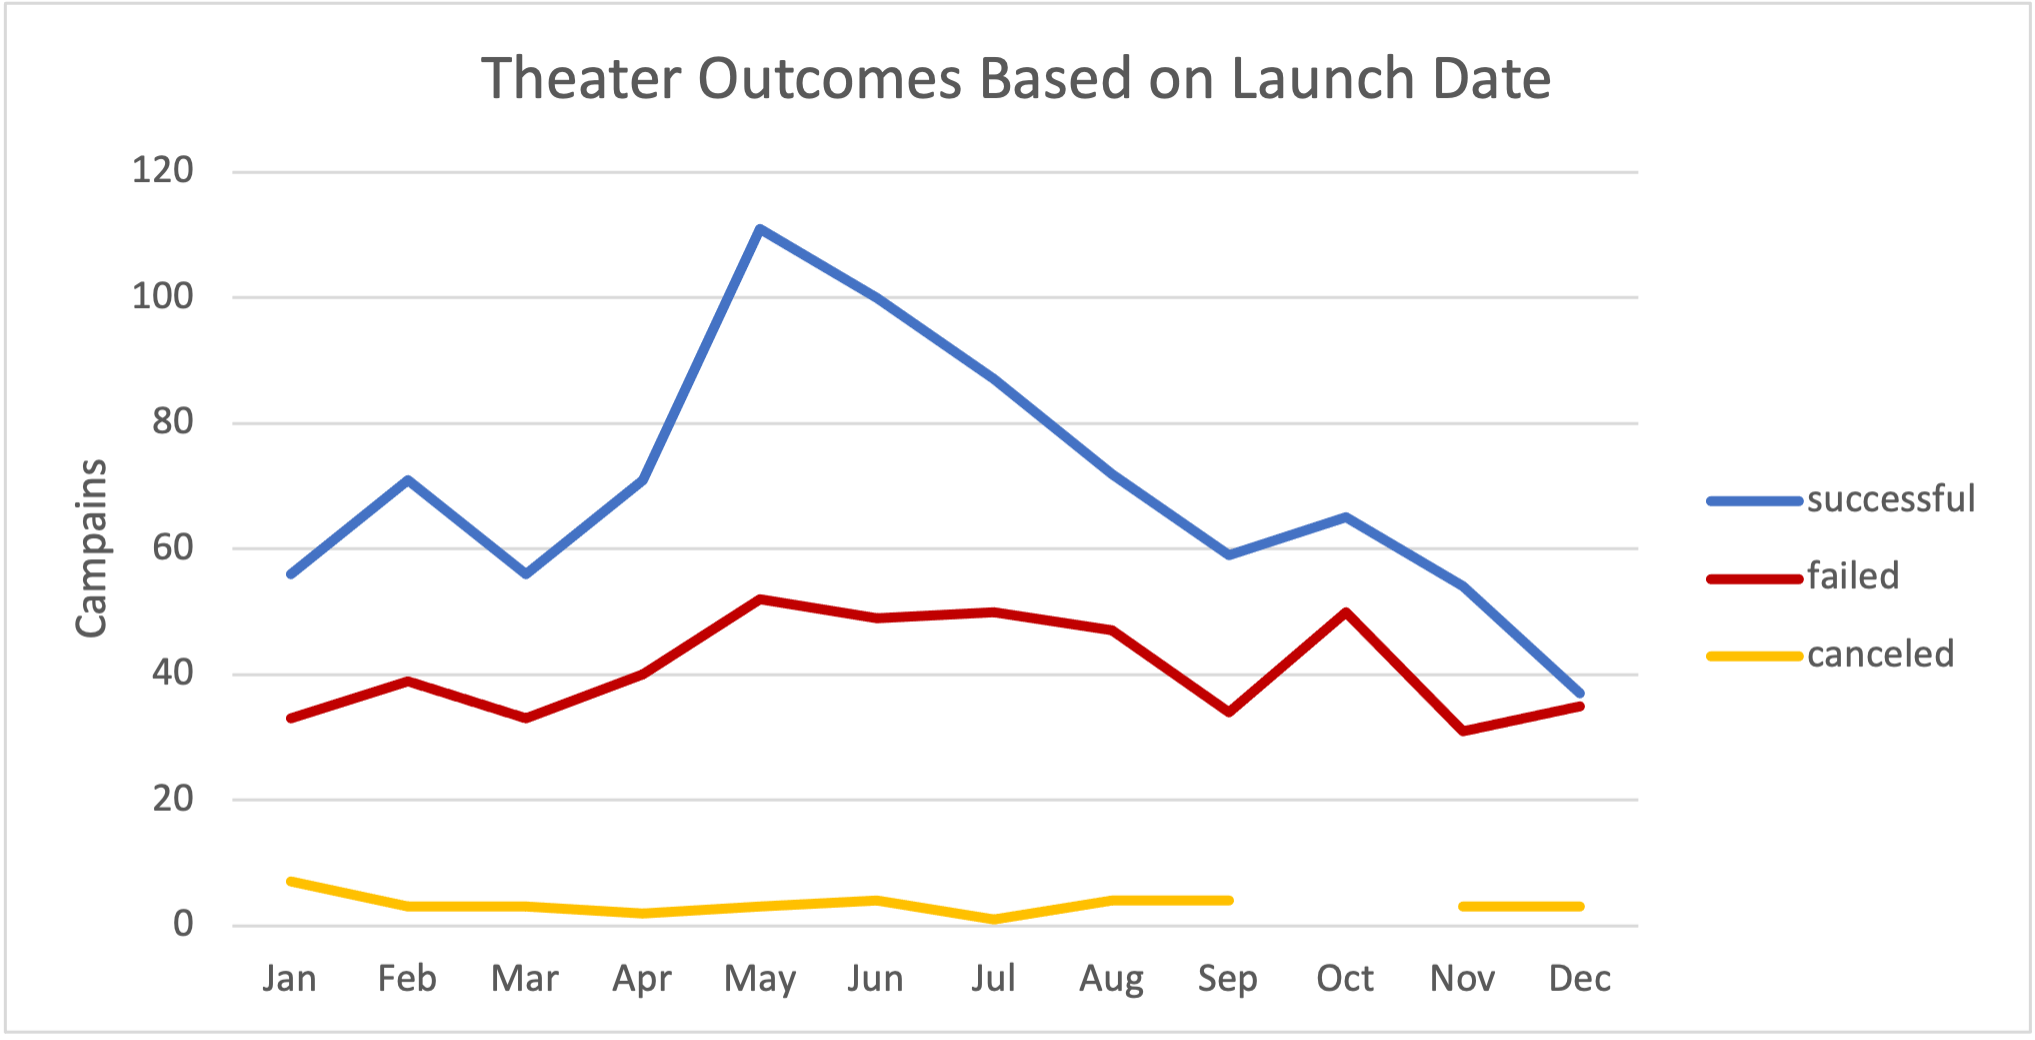 Theater Outcomes Based on Launch Date
120
100
80
60
40
20
0
Campains
Jan Feb Mar Apr May Jun Jul Aug Sep Oct Nov Dec
successful
failed
canceled